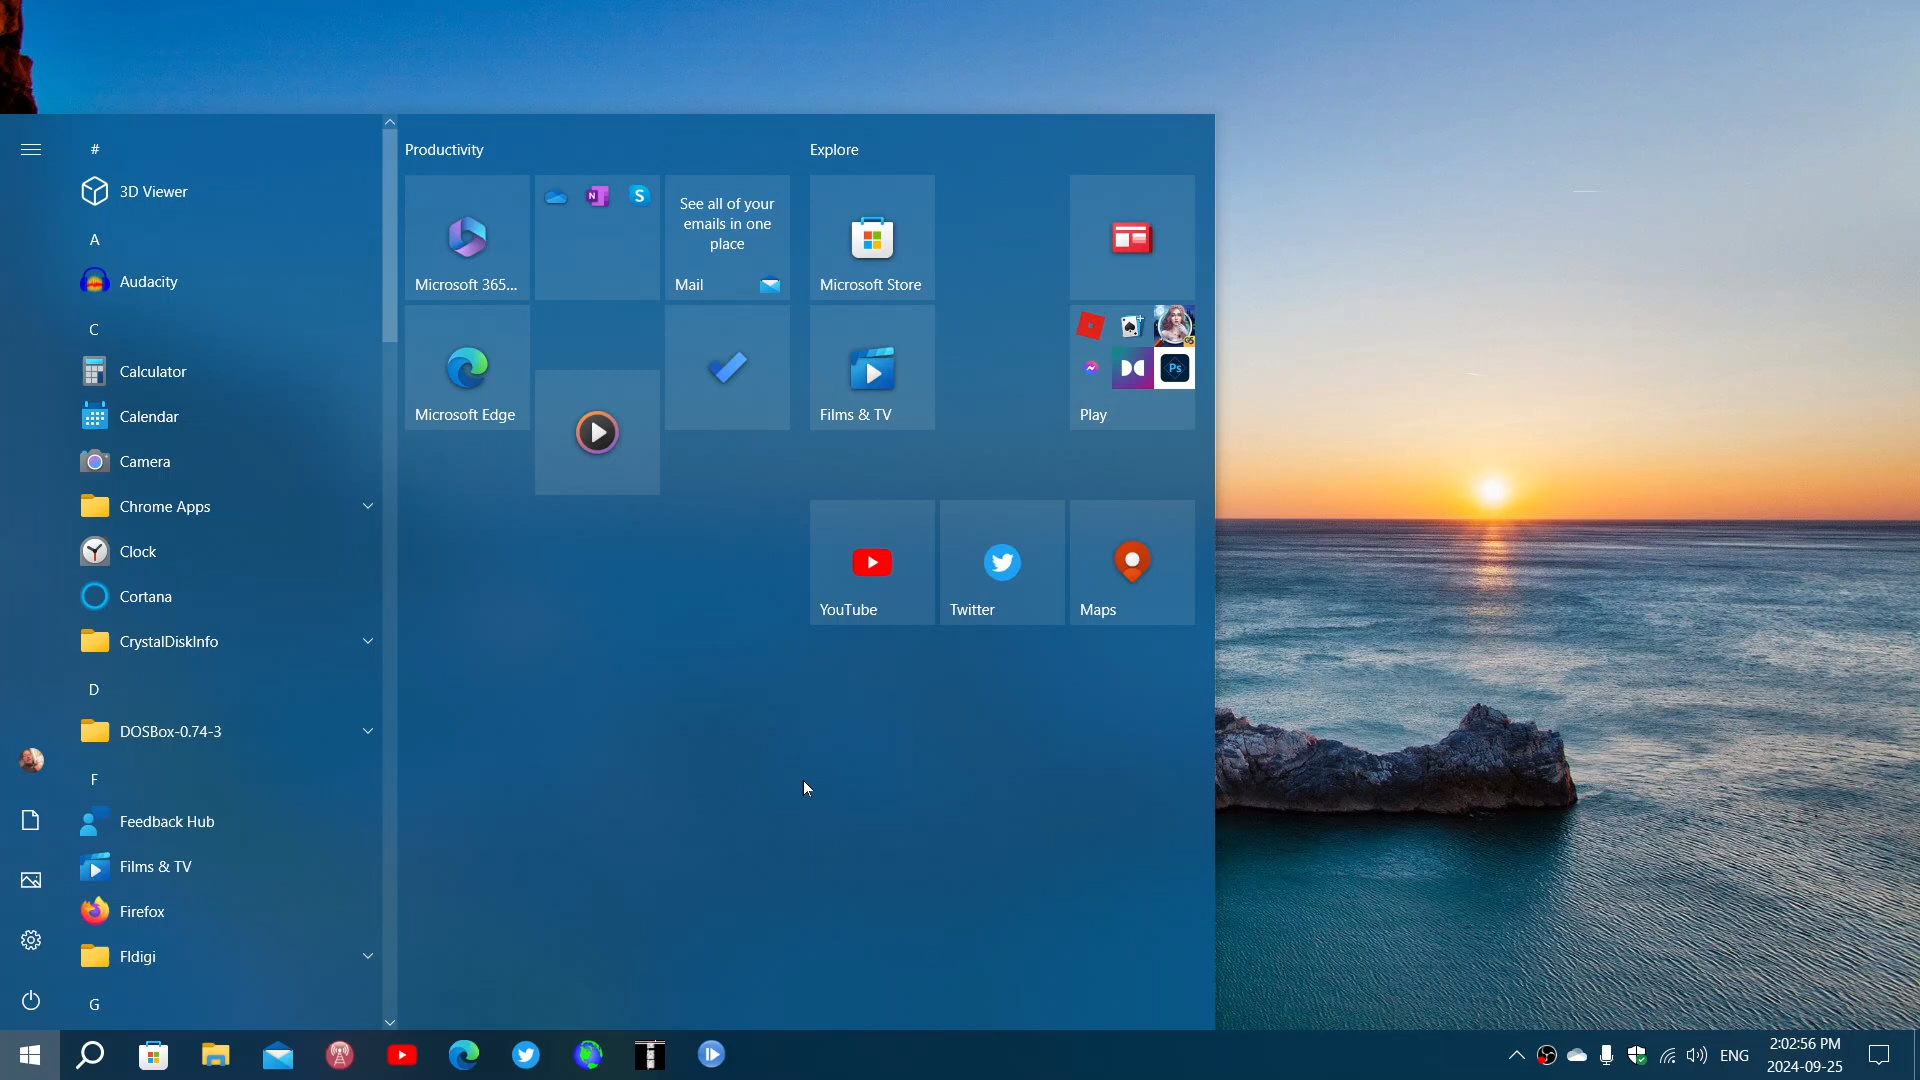 #
3D Viewer
A
Audacity
C
Calculator
Calendar
Camera
Chrome Apps
Clock
Cortana
CrystalDiskInfo
D
DOSBox-0.74-3
F
Feedback Hub
Films & TV
Firefox
Fldigi
G
Productivity
Microsoft 365...
N
S
See all of your
emails in one
place
Mail
Microsoft Edge
Explore
Microsoft Store
Films & TV
Ps
Play
YouTube
Twitter
Maps
ENG
2:02:56 PM
2024-09-25